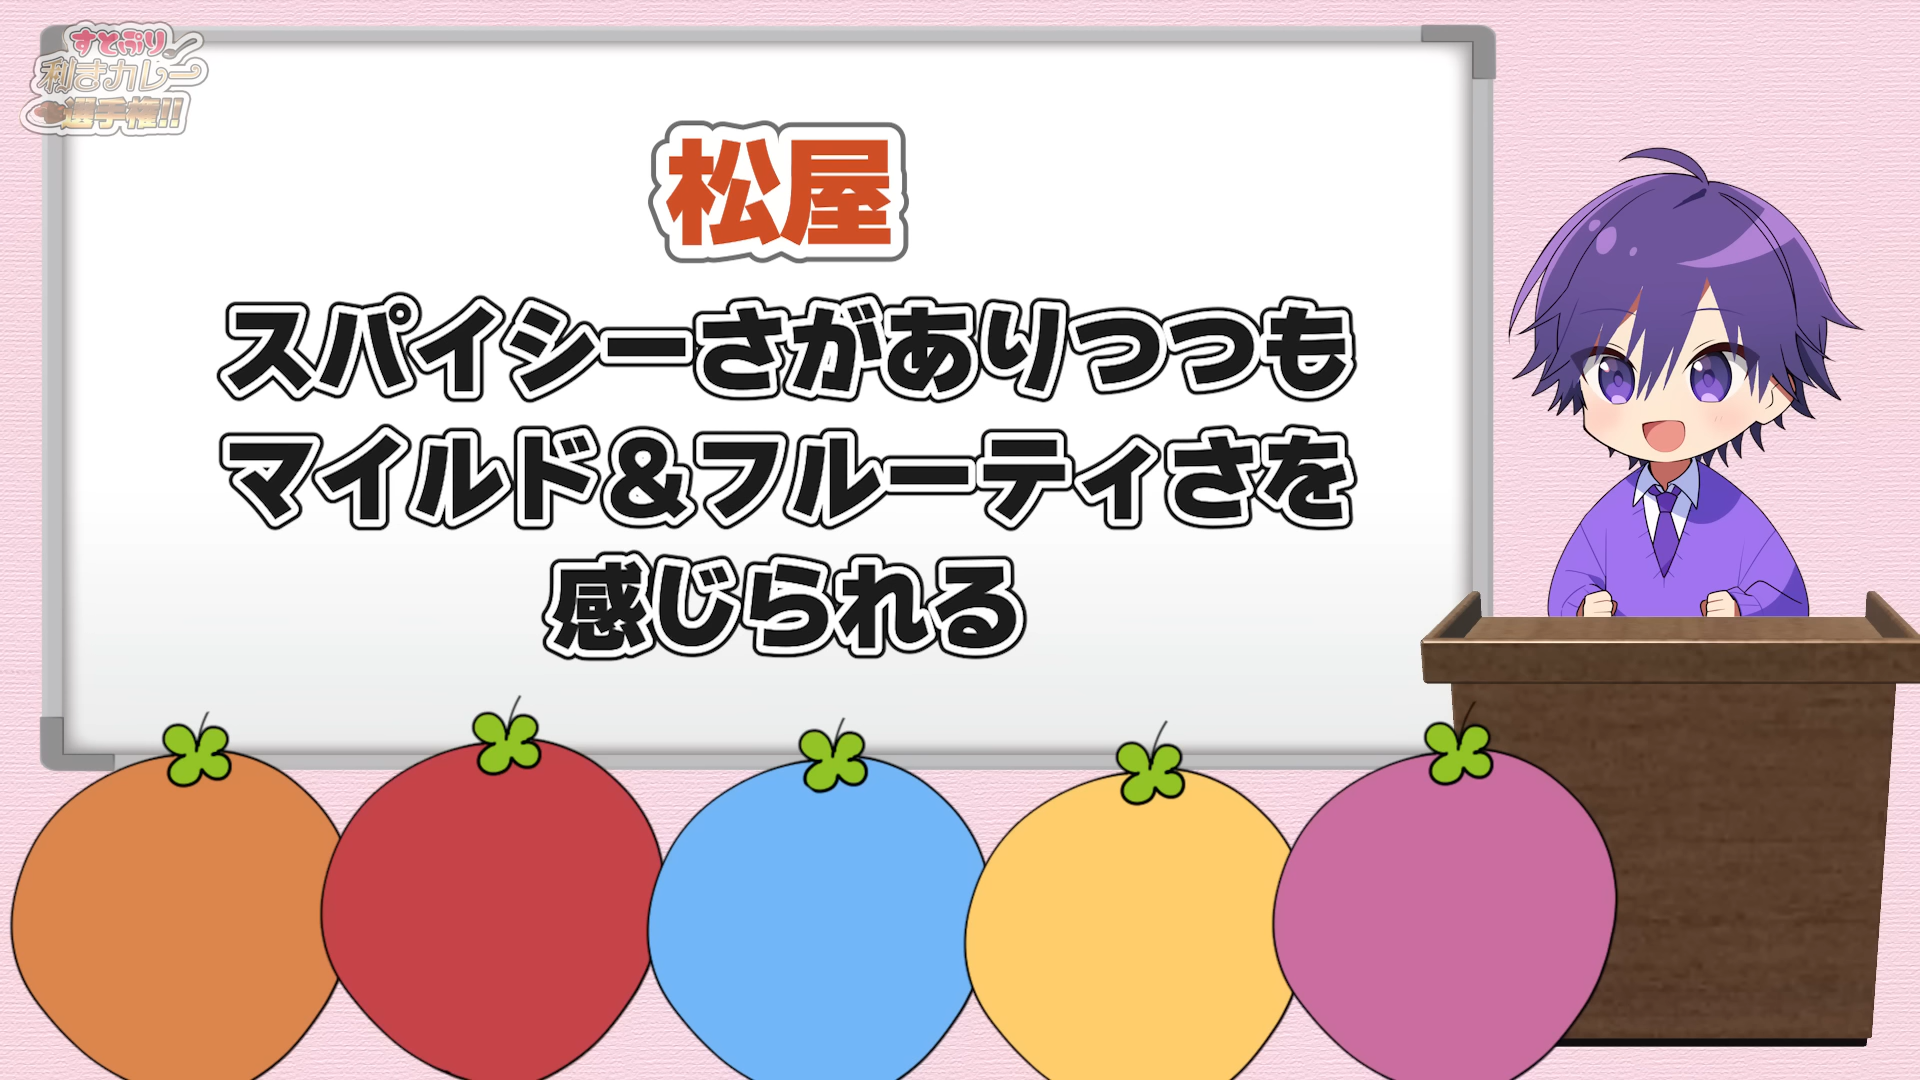 すとぷり
利きカレー
選手権!!
松屋
スパイシーさがありつつも
マイルド＆フルーティさを
感じられる